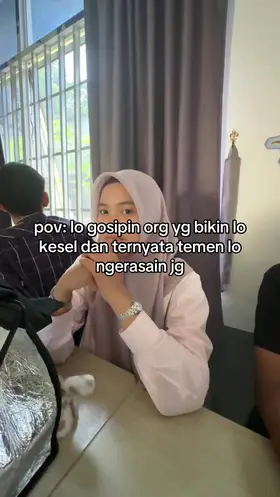 pov: lo gosipin org yg bikin lo
kesel dan ternyata temen lo
ngerasain jg